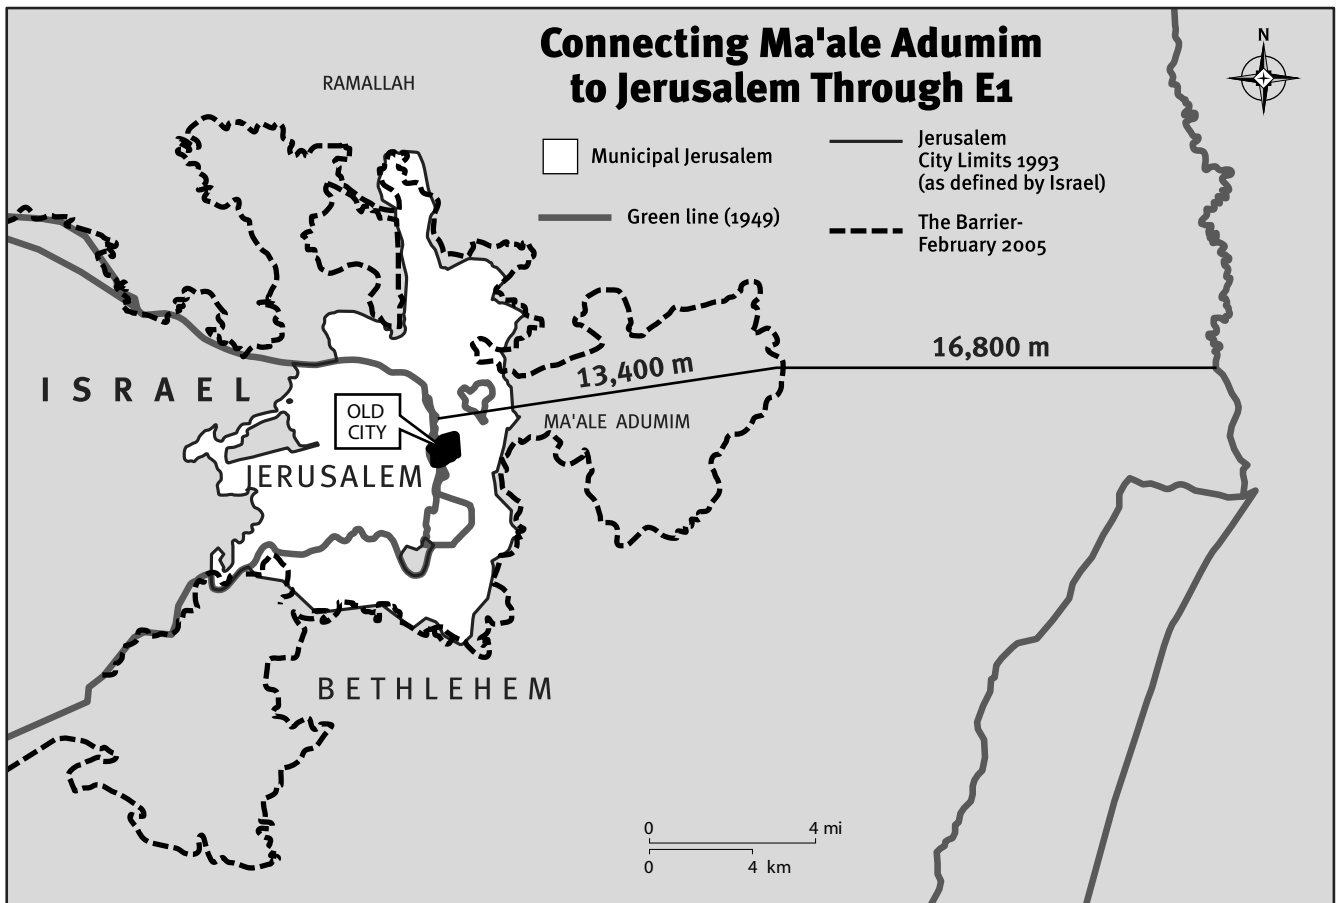 Connecting Ma'ale Adumim
to Jerusalem Through E1
N
RAMALLAH
Municipal Jerusalem
Green line (1949)
Jerusalem
City Limits 1993
(as defined by Israel)
The Barrier-
February 2005
16,800 m
13,400 m
ISRAEL
OLD
CITY
MA'ALE ADUMIM
JERUSALEM
BETHLEHEM
0 4 mi
0 4 km